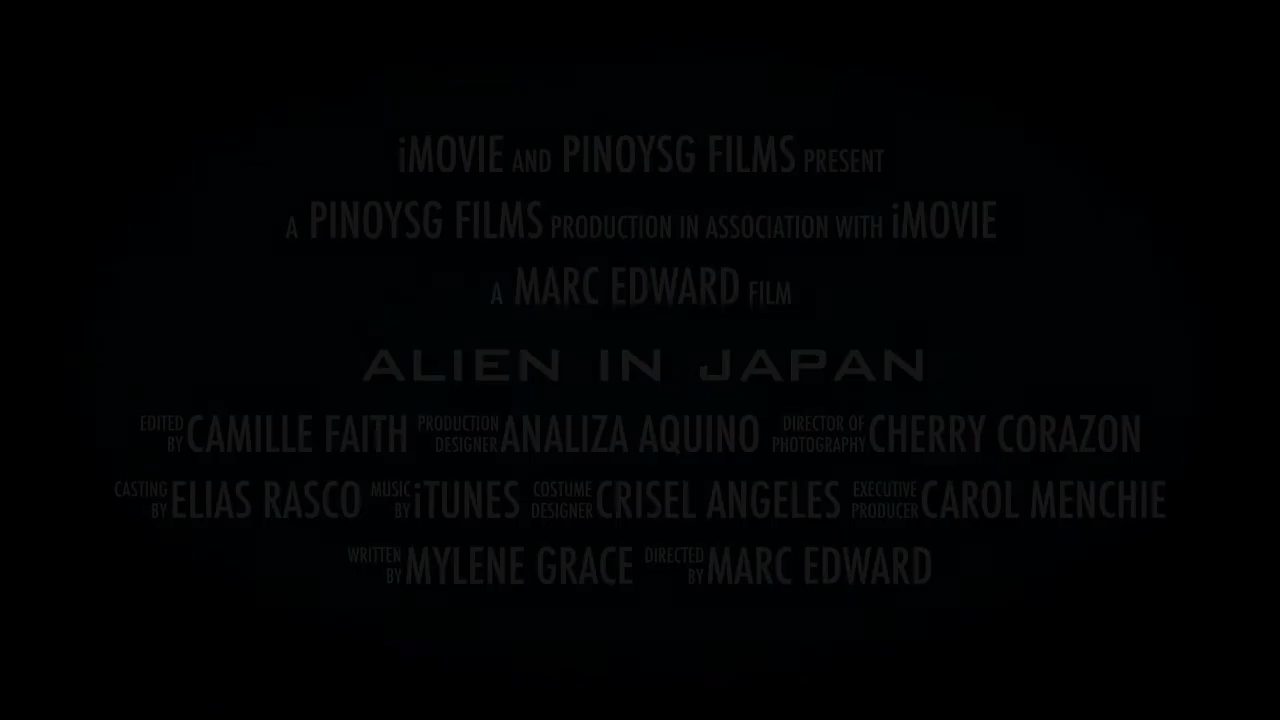 iMOVIE AND PINOYSG FILMS PRESENT
A PINOYSG FILMS PRODUCTION IN ASSOCIATION WITH iMOVIE
A MARC EDWARD FILM
ALIEN IN JAPAN
EDITED BY CAMILLE FAITH PRODUCTION DESIGNER ANALIZA AQUINO DIRECTOR OF PHOTOGRAPHY CHERRY CORAZON
CASTING BY ELIAS RASCO MUSIC BY iTUNES COSTUME DESIGNER CRISEL ANGELES EXECUTIVE PRODUCER CAROL MENCHIE
WRITTEN BY MYLENE GRACE DIRECTED BY MARC EDWARD